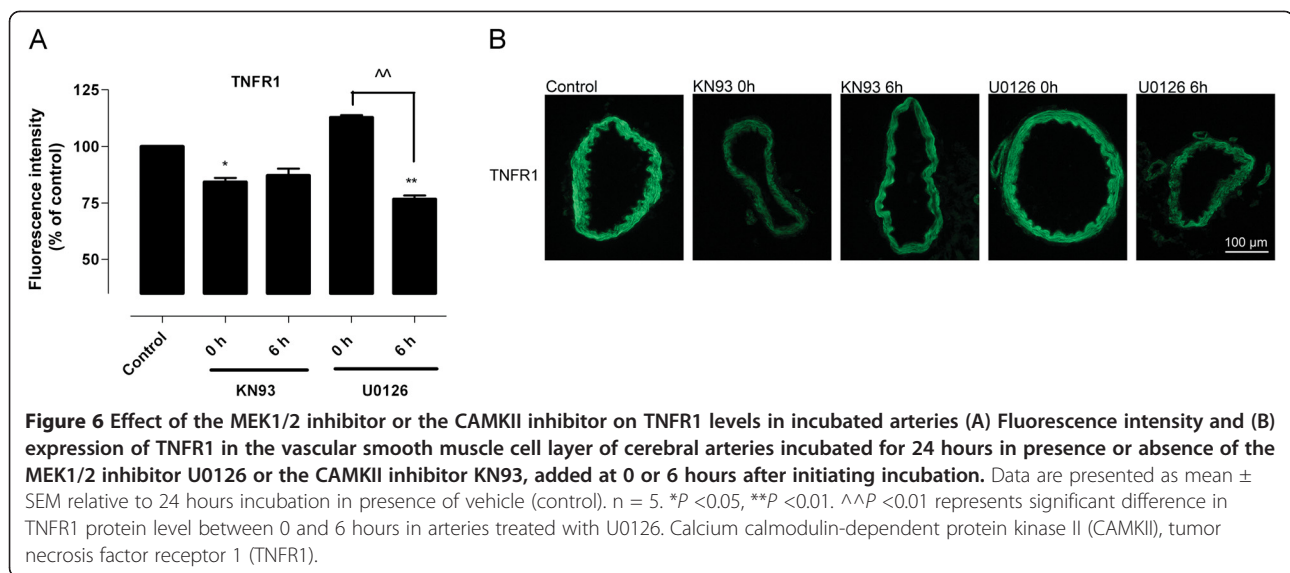 A
TNFR1
^^
125
100
75
50
*
**
Fluorescence intensity
(% of control)
Control
0 h
6 h
0 h
6 h
KN93
U0126
B
Control
KN93 0h
KN93 6h
U0126 0h
U0126 6h
TNFR1
100 µm
Figure 6 Effect of the MEK1/2 inhibitor or the CAMKII inhibitor on TNFR1 levels in incubated arteries (A) Fluorescence intensity and (B)
expression of TNFR1 in the vascular smooth muscle cell layer of cerebral arteries incubated for 24 hours in presence or absence of the
MEK1/2 inhibitor U0126 or the CAMKII inhibitor KN93, added at 0 or 6 hours after initiating incubation. Data are presented as mean ±
SEM relative to 24 hours incubation in presence of vehicle (control). n = 5. *P <0.05, **P <0.01. ^^P <0.01 represents significant difference in
TNFR1 protein level between 0 and 6 hours in arteries treated with U0126. Calcium calmodulin-dependent protein kinase II (CAMKII), tumor
necrosis factor receptor 1 (TNFR1).